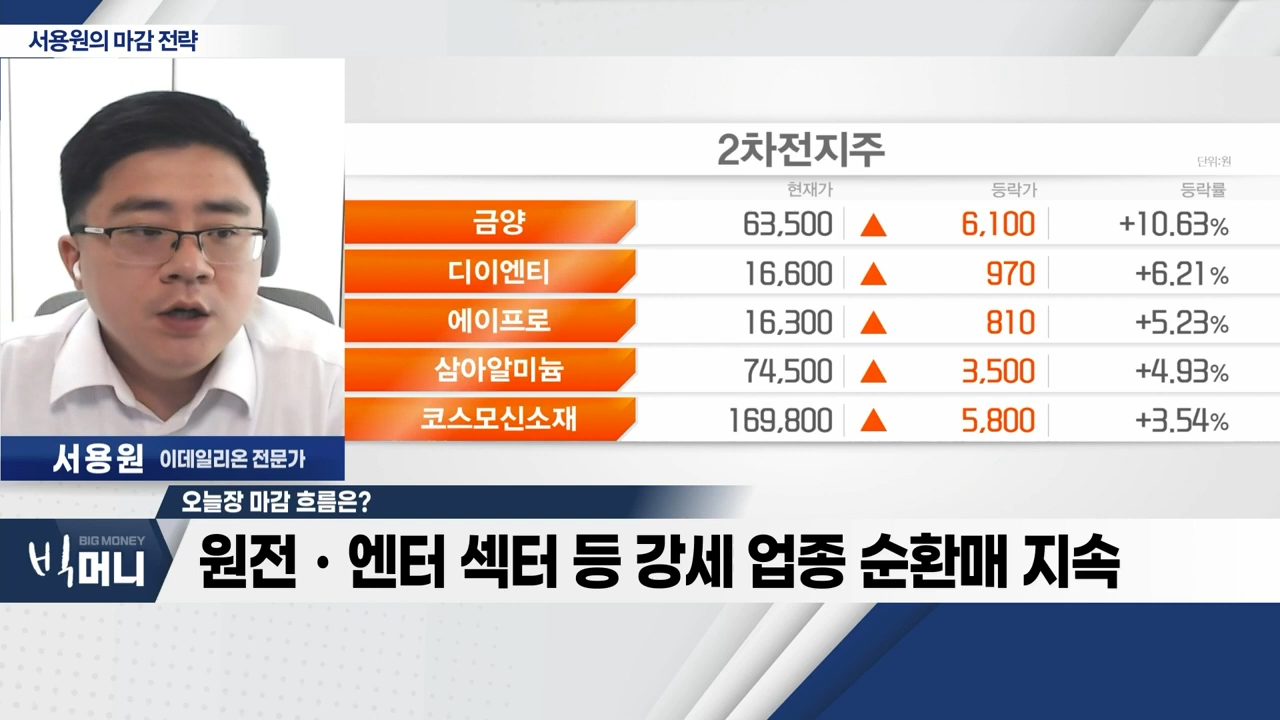 서용원의 마감 전략
2차전지주
단위:원
현재가 등락가 등락률
금양 63,500 ▲ 6,100 +10.63%
디이엔티 16,600 ▲ 970 +6.21%
에이프로 16,300 ▲ 810 +5.23%
삼아알미늄 74,500 ▲ 3,500 +4.93%
코스모신소재 169,800 ▲ 5,800 +3.54%
서용원 이데일리온 전문가
오늘장 마감 흐름은?
BIG MONEY
빅머니
원전·엔터 섹터 등 강세 업종 순환매 지속